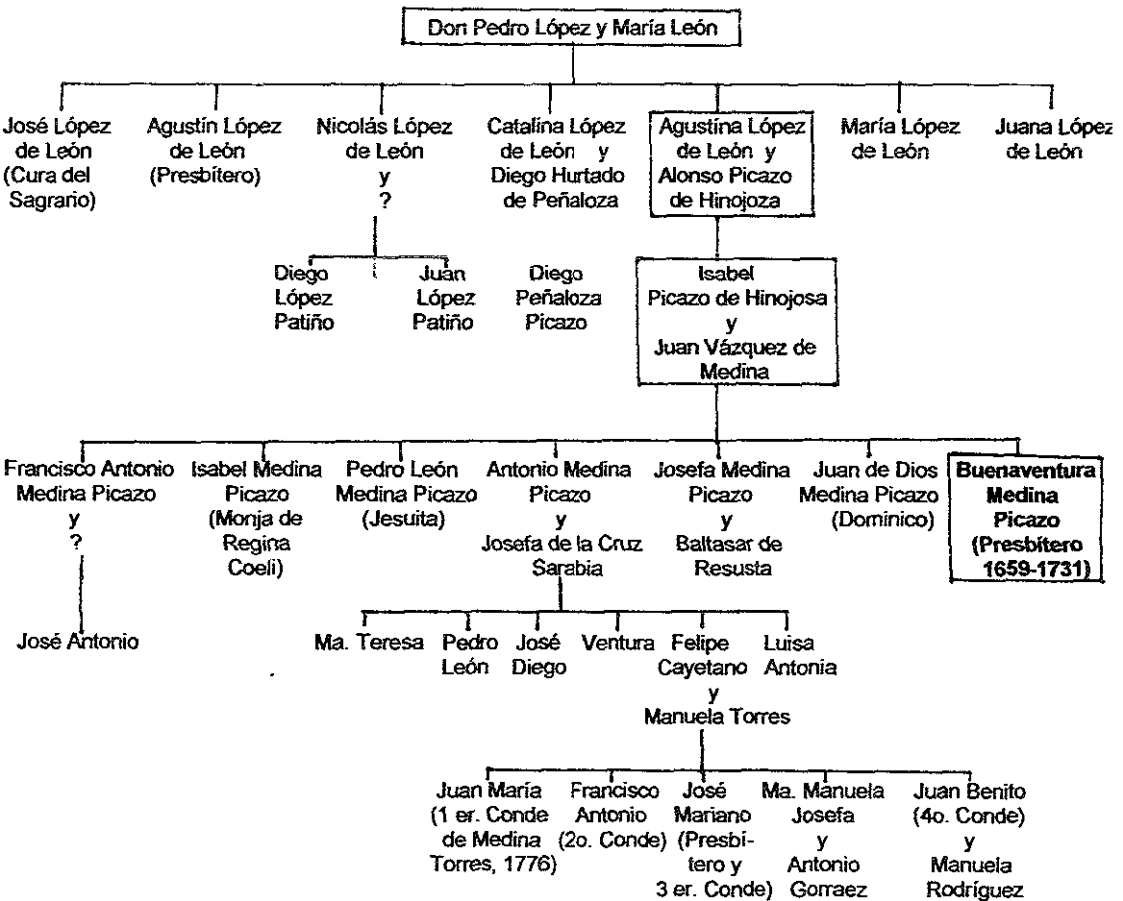 Don Pedro López y María León
José López
de León
(Cura del
Sagrario)
Agustín López
de León
(Presbítero)
Nicolás López
de León
y
?
Catalina López
de León y
Diego Hurtado
de Peñaloza
Agustina López
de León y
Alonso Picazo
de Hinojoza
María López
de León
Juana López
de León
Diego
López
Patiño
Juan
López
Patiño
Diego
Peñaloza
Picazo
Isabel
Picazo de Hinojosa
y
Juan Vázquez de
Medina
Francisco Antonio
Medina Picazo
y
?
Isabel Medina
Picazo
(Monja de
Regina
Coeli)
Pedro León
Medina Picazo
(Jesuita)
Antonio Medina
Picazo
y
Josefa de la Cruz
Sarabia
Josefa Medina
Picazo
y
Baltasar de
Resusta
Juan de Dios
Medina Picazo
(Dominico)
Buenaventura
Medina
Picazo
(Presbítero
1659-1731)
José Antonio
Ma. Teresa
Pedro
León
José
Diego
Ventura
Felipe
Cayetano
y
Manuela Torres
Luisa
Antonia
Juan María
(1 er. Conde
de Medina
Torres, 1776)
Francisco
Antonio
(2o. Conde)
José
Mariano
(Presbí-
tero y
3 er. Conde)
Ma. Manuela
Josefa
y
Antonio
Gorraez
Juan Benito
(4o. Conde)
y
Manuela
Rodríguez